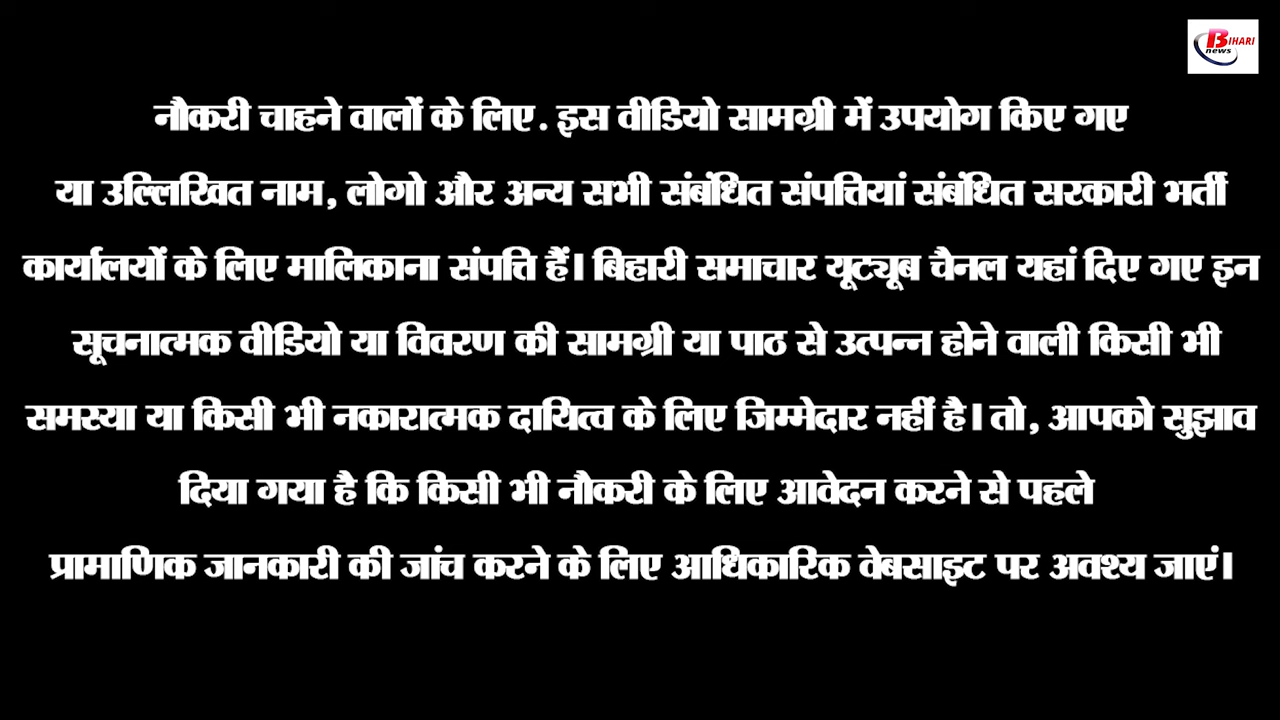 BIHARI
news
नौकरी चाहने वालों के लिए. इस वीडियो सामग्री में उपयोग किए गए
या उल्लिखित नाम, लोगो और अन्य सभी संबंधित संपत्तियां संबंधित सरकारी भर्ती
कार्यालयों के लिए मालिकाना संपत्ति हैं। बिहारी समाचार यूट्यूब चैनल यहां दिए गए इन
सूचनात्मक वीडियो या विवरण की सामग्री या पाठ से उत्पन्न होने वाली किसी भी
समस्या या किसी भी नकारात्मक दायित्व के लिए जिम्मेदार नहीं है। तो, आपको सुझाव
दिया गया है कि किसी भी नौकरी के लिए आवेदन करने से पहले
प्रामाणिक जानकारी की जांच करने के लिए आधिकारिक वेबसाइट पर अवश्य जाएं।